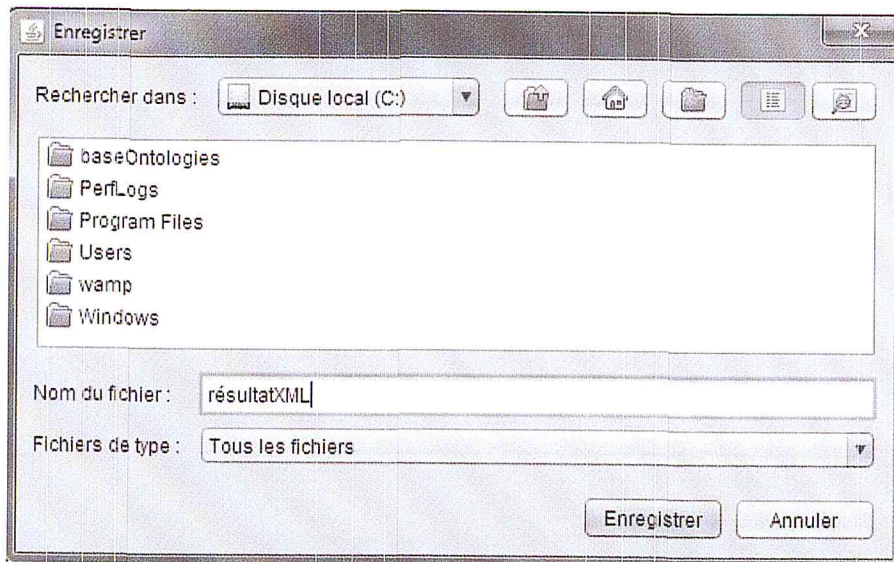 Enregistrer
Rechercher dans : Disque local (C:)
baseOntologies
PerfLogs
Program Files
Users
wamp
Windows
Nom du fichier : résultatXML
Fichiers de type : Tous les fichiers
Enregistrer Annuler